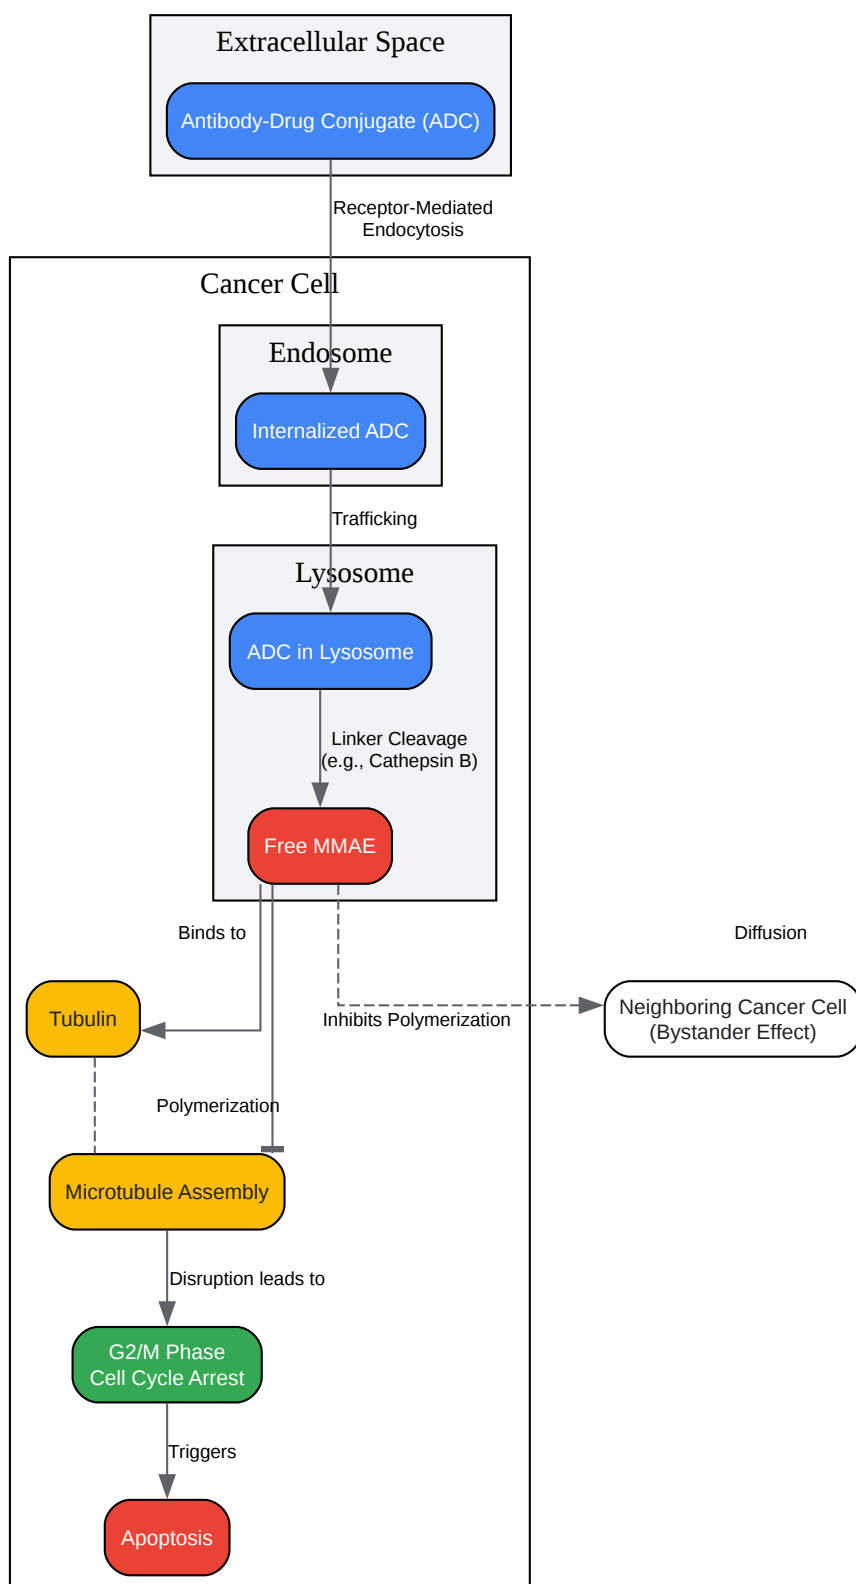 Extracellular Space
Antibody-Drug Conjugate (ADC)
Receptor-Mediated
Endocytosis
Cancer Cell
Endosome
Internalized ADC
Trafficking
Lysosome
ADC in Lysosome
Linker Cleavage
(e.g., Cathepsin B)
Free MMAE
Binds to
Diffusion
Tubulin
Inhibits Polymerization
Neighboring Cancer Cell
(Bystander Effect)
Polymerization
Microtubule Assembly
Disruption leads to
G2/M Phase
Cell Cycle Arrest
Triggers
Apoptosis